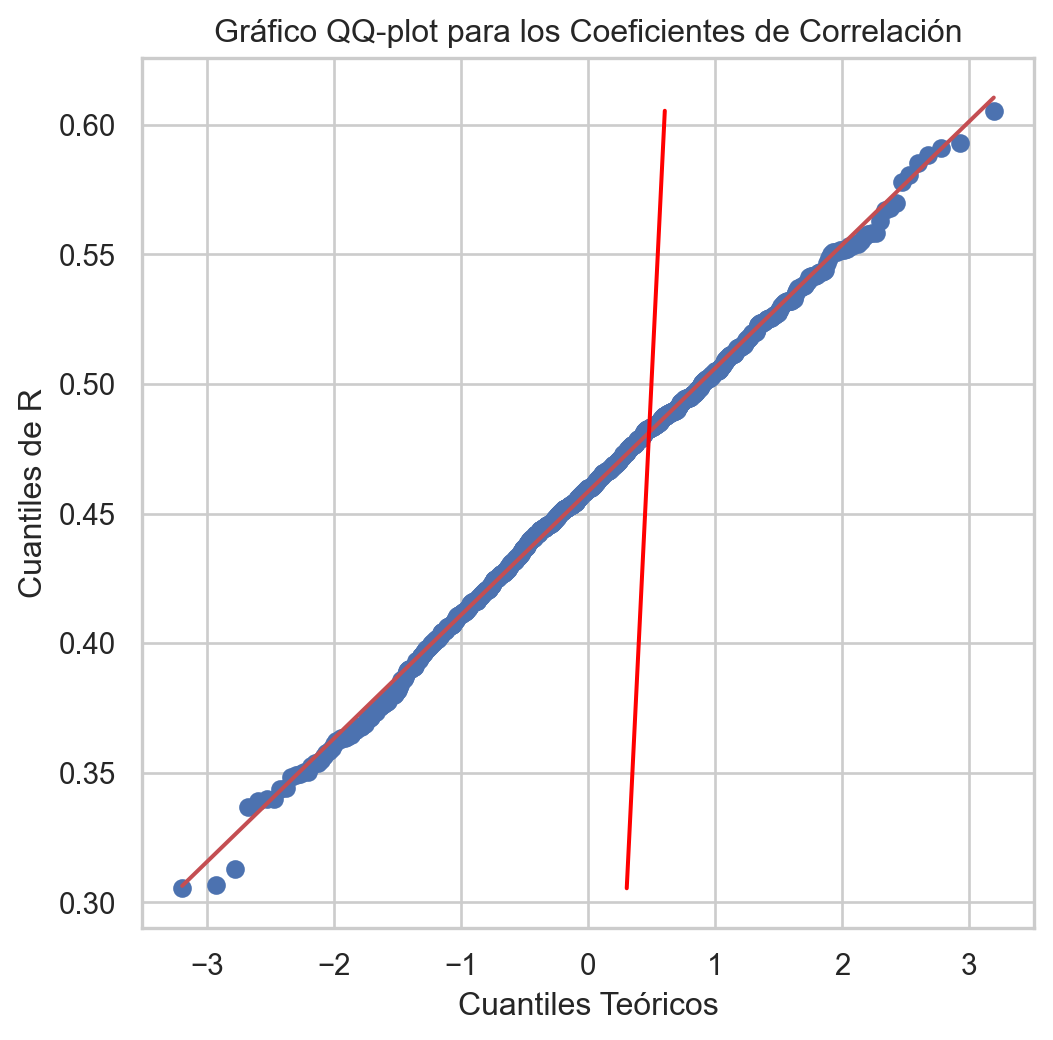 Gráfico QQ-plot para los Coeficientes de Correlación
0.60
0.55
0.50
0.45
0.40
0.35
0.30
Cuantiles de R
−3 −2 −1 0 1 2 3
Cuantiles Teóricos